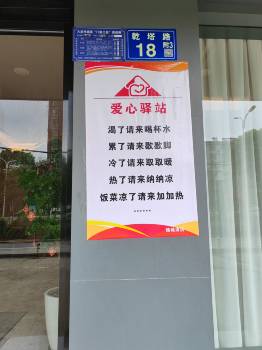 乾塔路
18 附3
爱心驿站
渴了请来喝杯水
累了请来歇歇脚
冷了请来取取暖
热了请来纳纳凉
饭菜凉了请来加加热
......